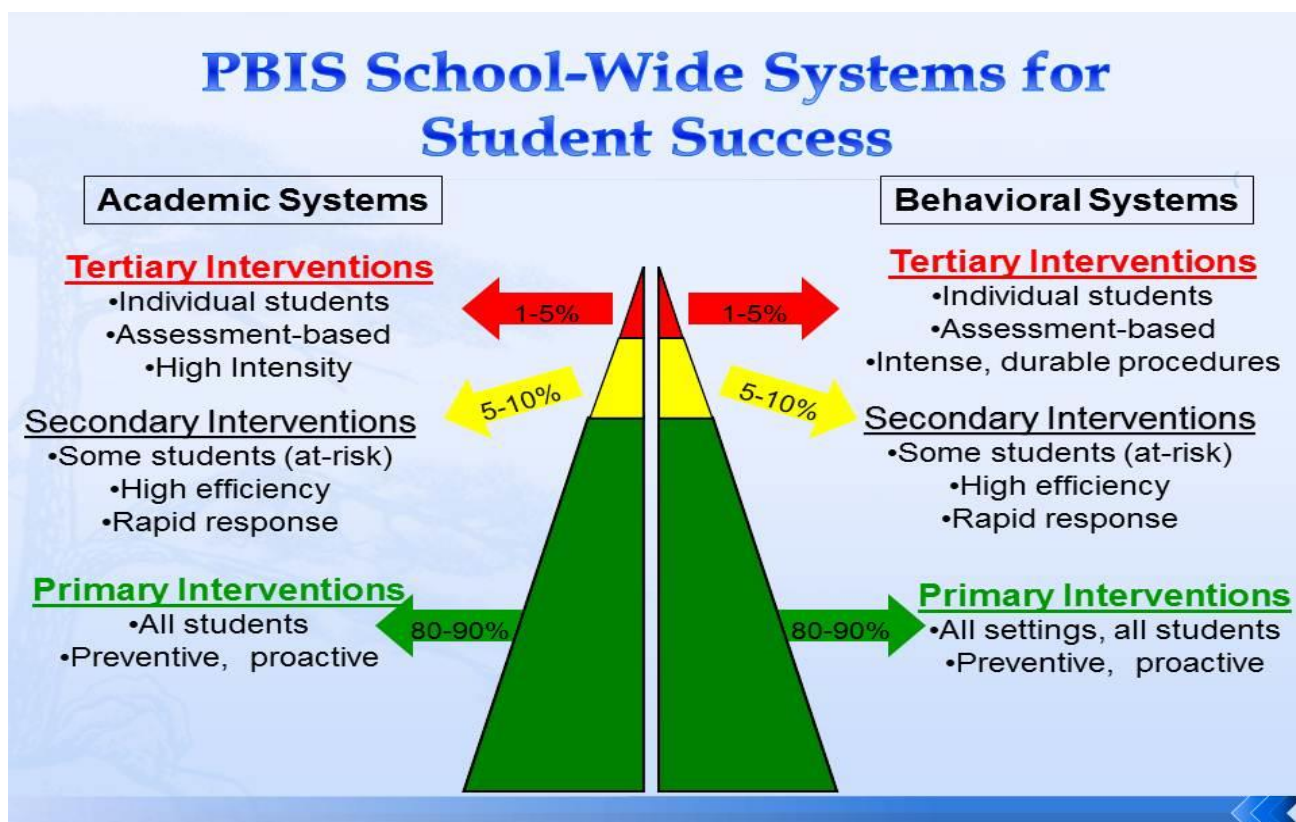 PBIS School-Wide Systems for
Student Success
Academic Systems
Tertiary Interventions
•Individual students
•Assessment-based
•High Intensity
Secondary Interventions
•Some students (at-risk)
•High efficiency
•Rapid response
Primary Interventions
•All students
•Preventive, proactive
1-5%
5-10%
80-90%
Behavioral Systems
1-5%
5-10%
80-90%
Tertiary Interventions
•Individual students
•Assessment-based
•Intense, durable procedures
Secondary Interventions
•Some students (at-risk)
•High efficiency
•Rapid response
Primary Interventions
•All settings, all students
•Preventive, proactive